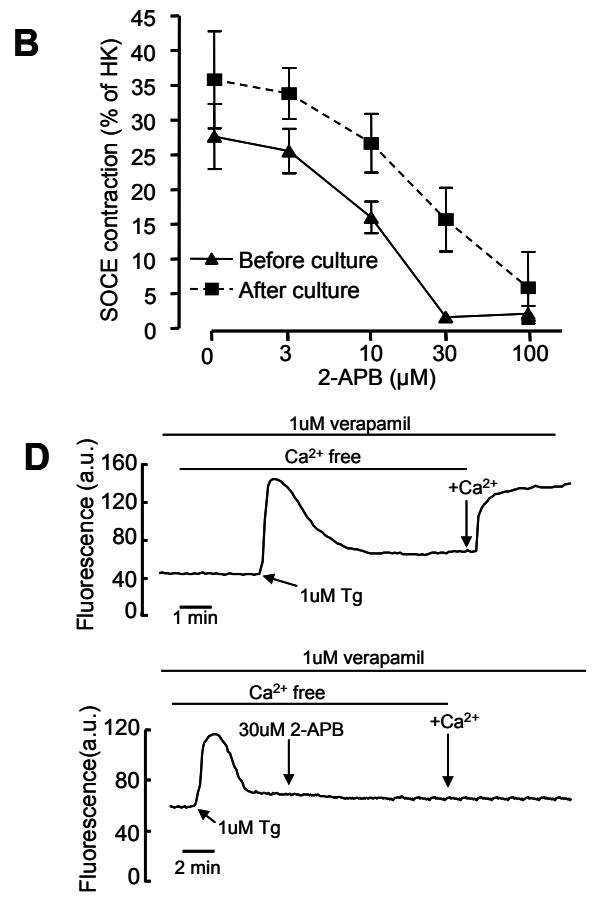 B
SOCE contraction (% of HK)
45
40
35
30
25
20
15
10
5
0
Before culture
After culture
0 3 10 30 100
2-APB (µM)
D
1uM verapamil
Ca²⁺ free
+Ca²⁺
Fluorescence (a.u.)
160
120
80
40
0
1uM Tg
1 min
1uM verapamil
Ca²⁺ free
30uM 2-APB
+Ca²⁺
Fluorescence(a.u.)
120
80
40
0
1uM Tg
2 min